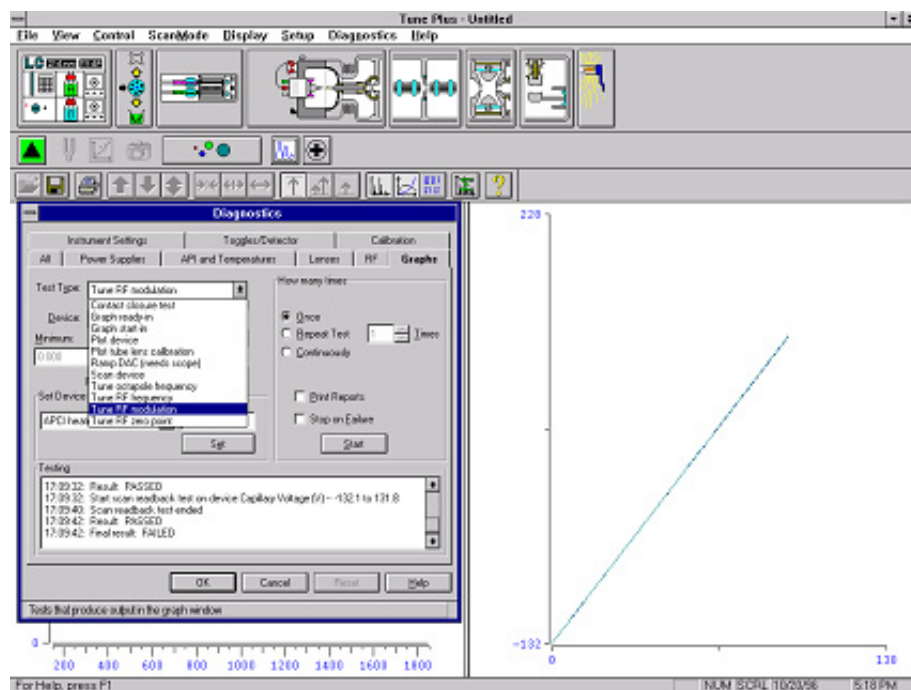 Tune Plus - Untitled
File View Control ScanMode Display Setup Diagnostics Help
LC
Diagnostics
Instrument Settings Toggles/Detector Calibration
All Power Supplies API and Temperatures Lenses RF Graphs
Test Type: Tune RF modulation
Contact closure test
Graph ready-in
Graph start-in
Plot device
Plot tube lens calibration
Ramp DAC (needs scope)
Scan device
Tune octapole frequency
Tune RF frequency
Tune RF modulation
Tune RF zero point
Device:
Minimum:
0.000
Set Device
APCI
Set
How many times
Once
Repeat Test 1 Times
Continuously
Print Reports
Stop on Failure
Start
Testing
17:09:32: Result: PASSED
17:09:32: Start scan readback test on device Capillary Voltage (V) -- -132.1 to 131.8
17:09:40: Scan readback test ended
17:09:42: Result: PASSED
17:09:42: Final result: FAILED
OK Cancel Reset Help
Tests that produce output in the graph window
0
200 400 600 800 1000 1200 1400 1600 1800
220
-132
0 130
For Help, press F1
NUM SCRL 10/20/96 5:18 PM